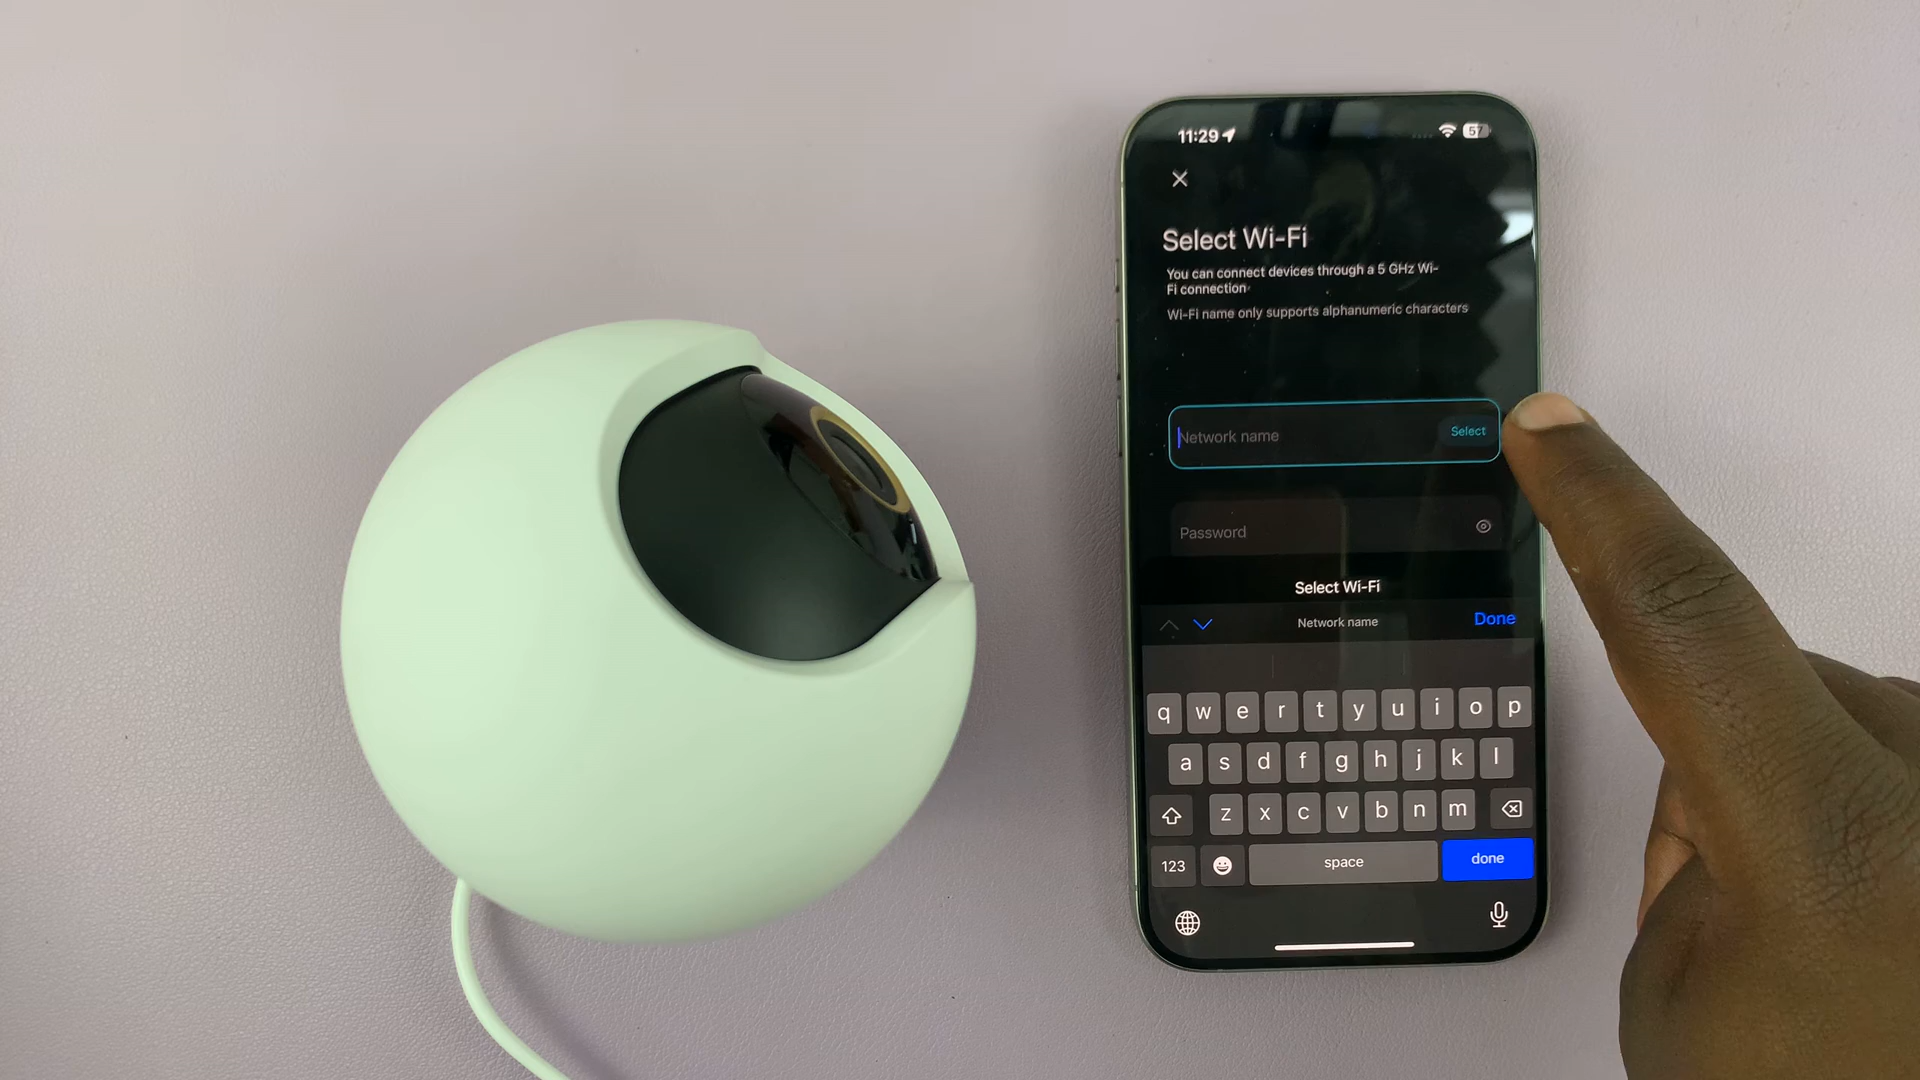 11:29
57
Select Wi-Fi
You can connect devices through a 5 GHz Wi-
Fi connection
Wi-Fi name only supports alphanumeric characters
Network name
Select
Password
Select Wi-Fi
Network name
Done
q w e r t y u i o p
a s d f g h j k l
z x c v b n m
123
space
done